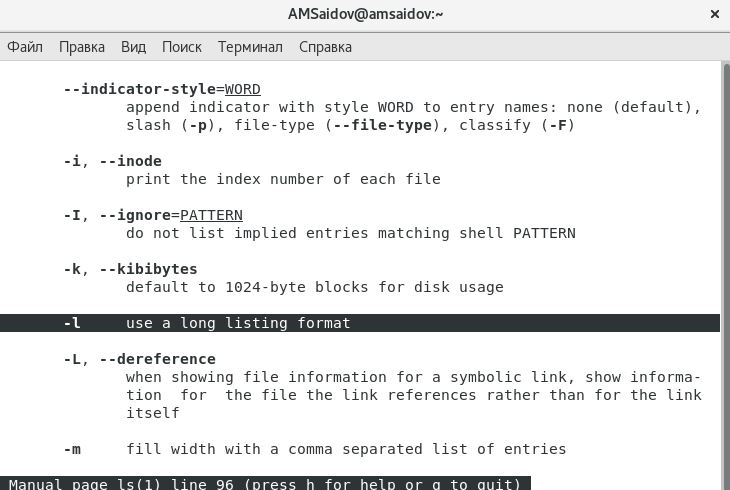 AMSaidov@amsaidov:~ ×
Файл Правка Вид Поиск Терминал Справка
--indicator-style=WORD
append indicator with style WORD to entry names: none (default),
slash (-p), file-type (--file-type), classify (-F)
-i, --inode
print the index number of each file
-I, --ignore=PATTERN
do not list implied entries matching shell PATTERN
-k, --kibibytes
default to 1024-byte blocks for disk usage
-l use a long listing format
-L, --dereference
when showing file information for a symbolic link, show informa-
tion for the file the link references rather than for the link
itself
-m fill width with a comma separated list of entries
Manual page ls(1) line 96 (press h for help or q to quit)